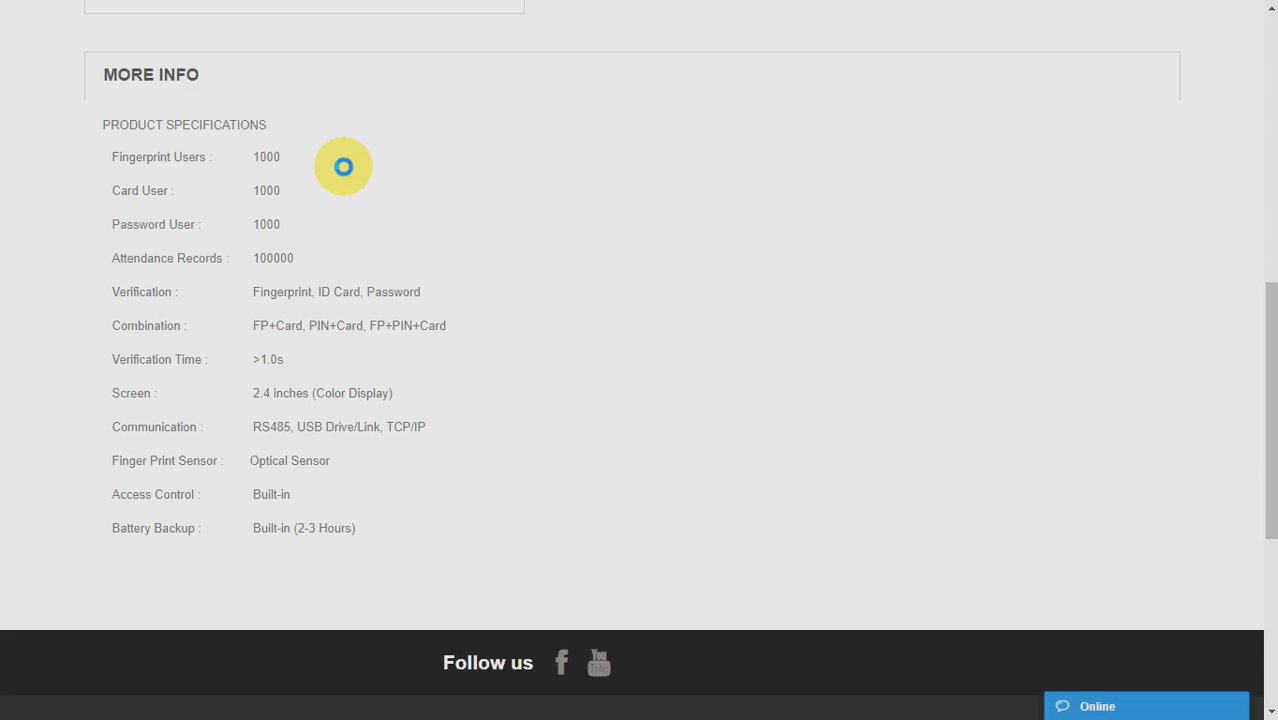 MORE INFO
PRODUCT SPECIFICATIONS
Fingerprint Users : 1000
Card User : 1000
Password User : 1000
Attendance Records : 100000
Verification : Fingerprint, ID Card, Password
Combination : FP+Card, PIN+Card, FP+PIN+Card
Verification Time : >1.0s
Screen : 2.4 inches (Color Display)
Communication : RS485, USB Drive/Link, TCP/IP
Finger Print Sensor : Optical Sensor
Access Control : Built-in
Battery Backup : Built-in (2-3 Hours)
Follow us f You Tube
Online